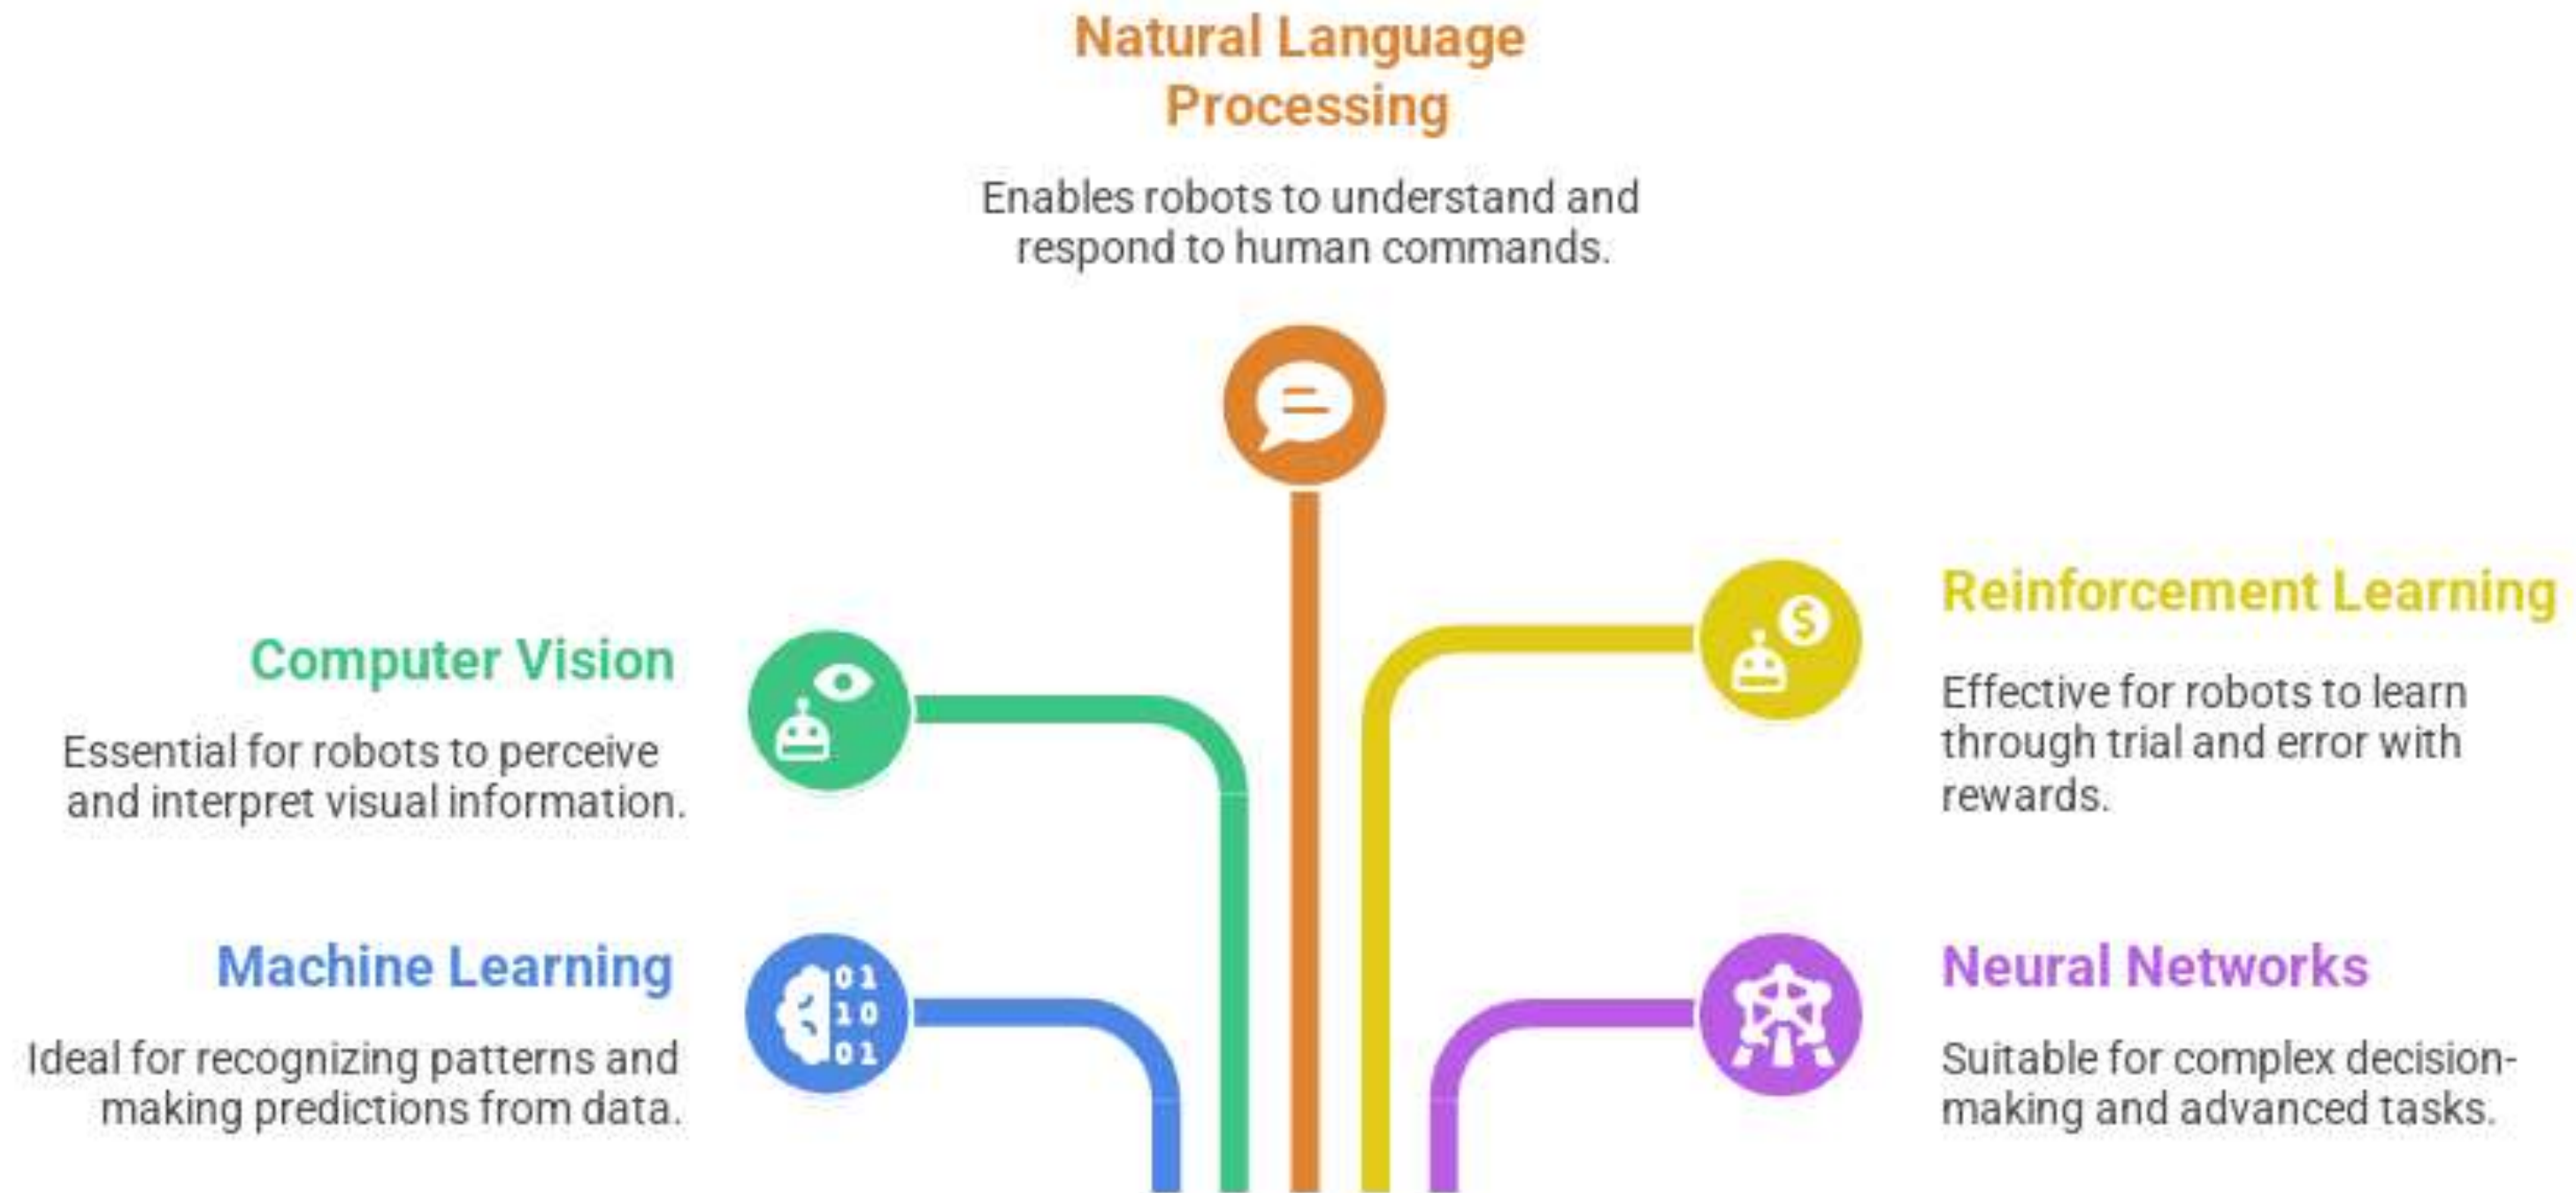 Natural Language
Processing
Enables robots to understand and
respond to human commands.
Computer Vision
Essential for robots to perceive
and interpret visual information.
$
Reinforcement Learning
Effective for robots to learn
through trial and error with
rewards.
Machine Learning
Ideal for recognizing patterns and
making predictions from data.
01
10
01
Neural Networks
Suitable for complex decision-
making and advanced tasks.